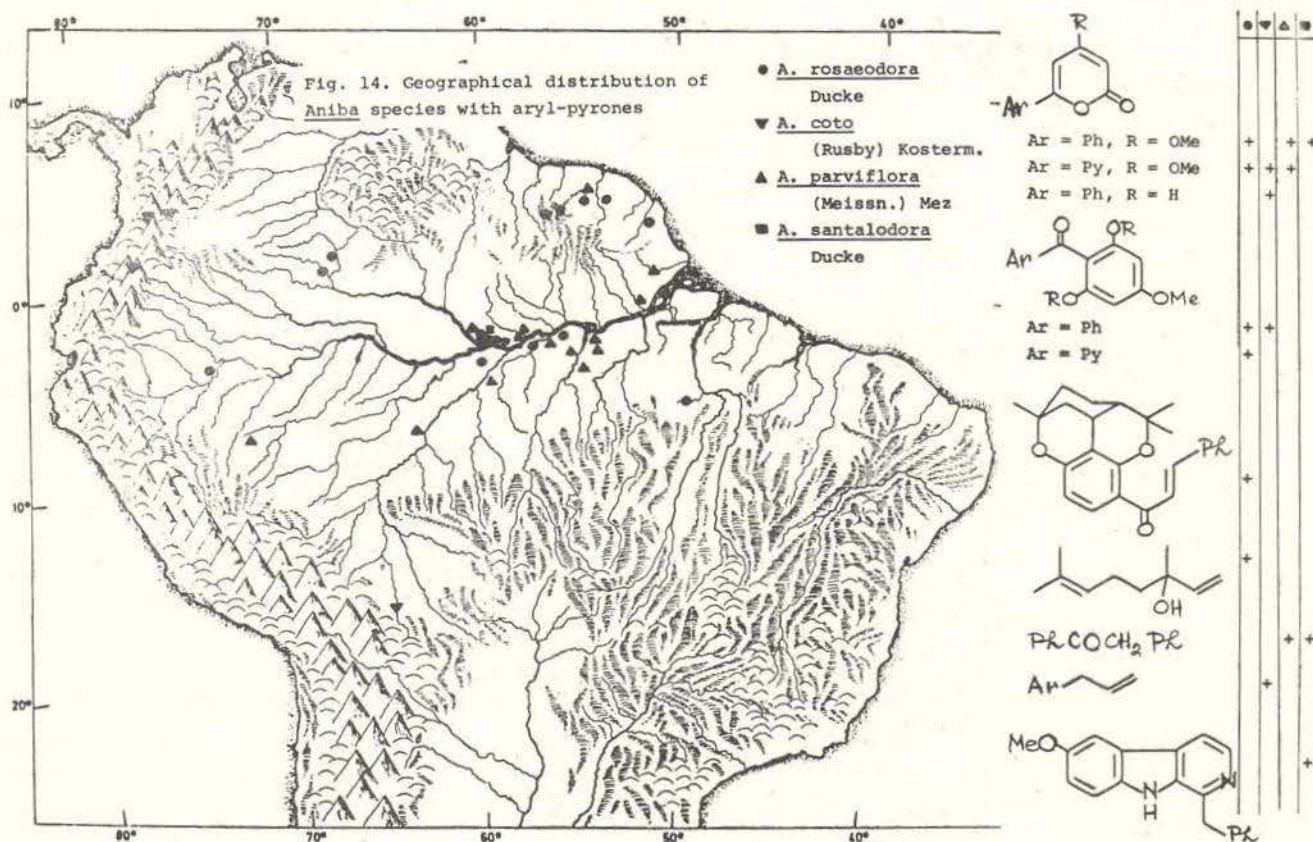 80° 70° 60° 50° 40°
Fig. 14. Geographical distribution of
Aniba species with aryl-pyrones
● A. rosaeodora
Ducke
▼ A. coto
(Rusby) Kosterm.
▲ A. parviflora
(Meissn.) Mez
■ A. santalodora
Ducke
10°
0°
10°
20°
80° 70° 60° 50° 40°
R
Ar O O
Ar = Ph, R = OMe + + +
Ar = Py, R = OMe + + +
Ar = Ph, R = H +
O OR
Ar
RO OMe
Ar = Ph + +
Ar = Py +
O O Ph
O +
OH +
PhCOCH2Ph + +
Ar +
MeO N
N
H +
Ph